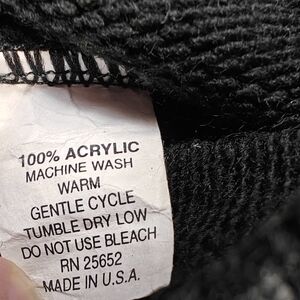 100% ACRYLIC
MACHINE WASH
WARM
GENTLE CYCLE
TUMBLE DRY LOW
DO NOT USE BLEACH
RN 25652
MADE IN U.S.A.